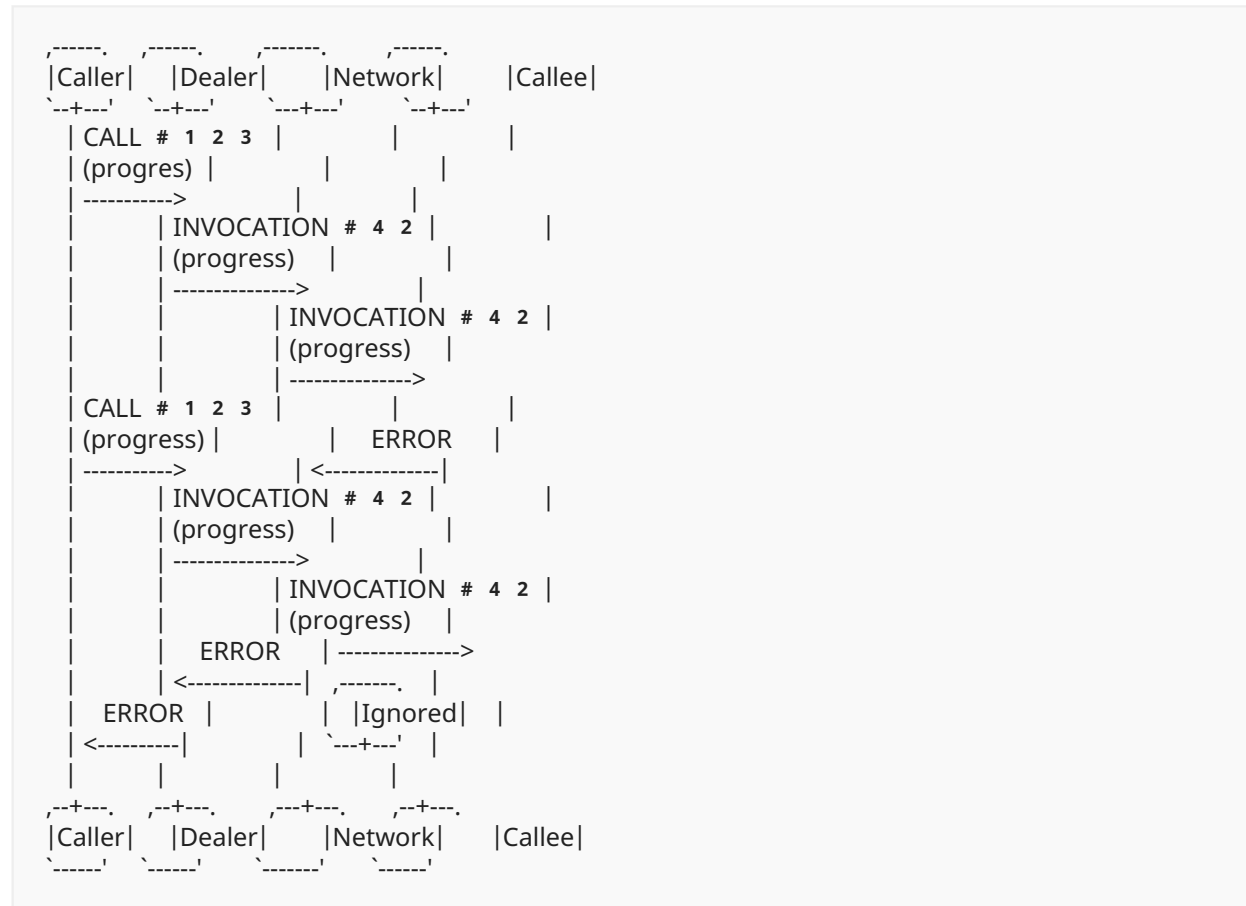 ,------.   ,------.       ,-------.        ,------.
|Caller|     |Dealer|        |Network|         |Callee|
`--+---'   `--+---'       `---+---'        `--+---'
| CALL # 1 2 3  |               |               |
| (progres)  |               |               |
| ----------->               |               |
|            | INVOCATION # 4 2  |               |
|            | (progress)     |               |
|            | --------------->               |
|            |               | INVOCATION # 4 2  |
|            |               | (progress)     |
|            |               | --------------->
| CALL # 1 2 3  |               |               |
| (progress) |               |     ERROR      |
| ----------->               | <--------------|
|            | INVOCATION # 4 2  |               |
|            | (progress)     |               |
|            | --------------->               |
|            |               | INVOCATION # 4 2  |
|            |               | (progress)     |
|            |     ERROR      | --------------->
|            | <--------------|    ,-------.    |
|    ERROR   |               |   |Ignored|    |
| <----------|               |   `---+---'    |
|            |               |               |
,--+---.    ,--+---.       ,---+---.      ,--+---.
|Caller|     |Dealer|        |Network|       |Callee|
`------'    `------'       `-------'       `------'